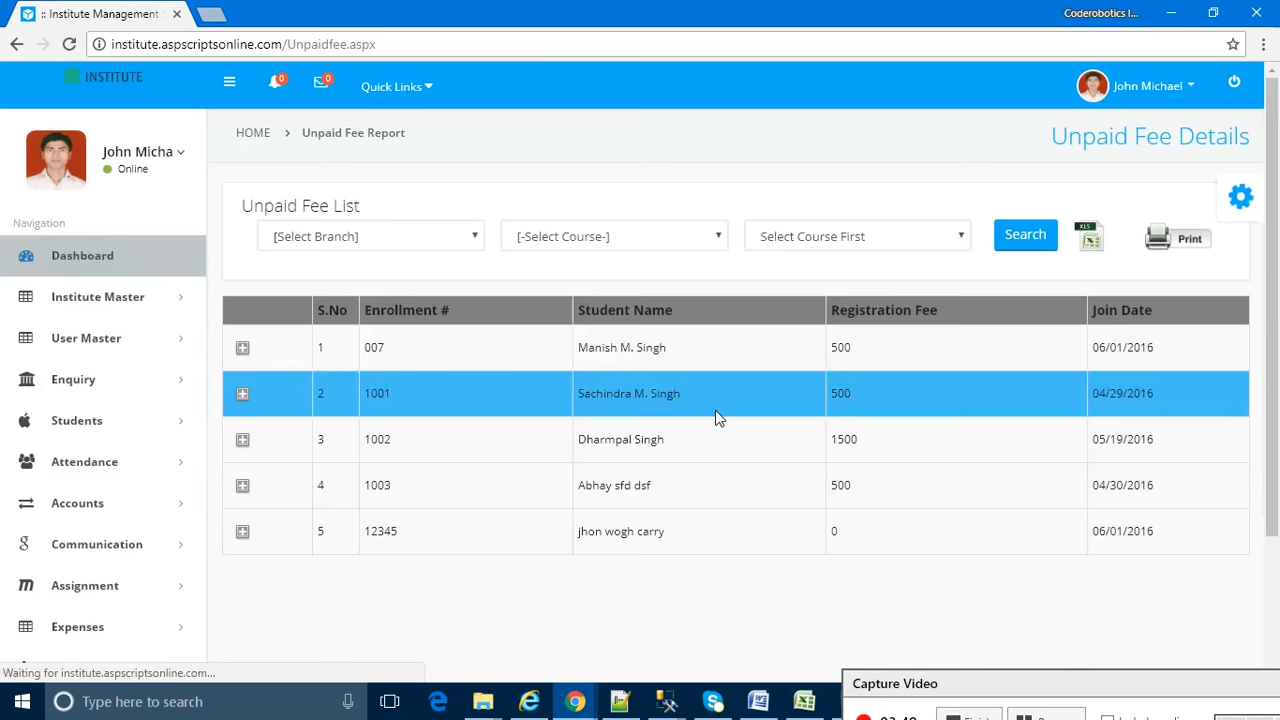 :: Institute Management
Coderobotics I...
institute.aspscriptsonline.com/Unpaidfee.aspx
INSTITUTE
0
0
Quick Links
John Michael
John Micha
Online
HOME > Unpaid Fee Report
Unpaid Fee Details
Navigation
Dashboard
Institute Master
User Master
Enquiry
Students
Attendance
Accounts
Communication
Assignment
Expenses
Unpaid Fee List
[Select Branch]
[-Select Course-]
Select Course First
Search
XLS
Print
S.No Enrollment # Student Name Registration Fee Join Date
1 007 Manish M. Singh 500 06/01/2016
2 1001 Sachindra M. Singh 500 04/29/2016
3 1002 Dharmpal Singh 1500 05/19/2016
4 1003 Abhay sfd dsf 500 04/30/2016
5 12345 jhon wogh carry 0 06/01/2016
Waiting for institute.aspscriptsonline.com...
Capture Video
Type here to search